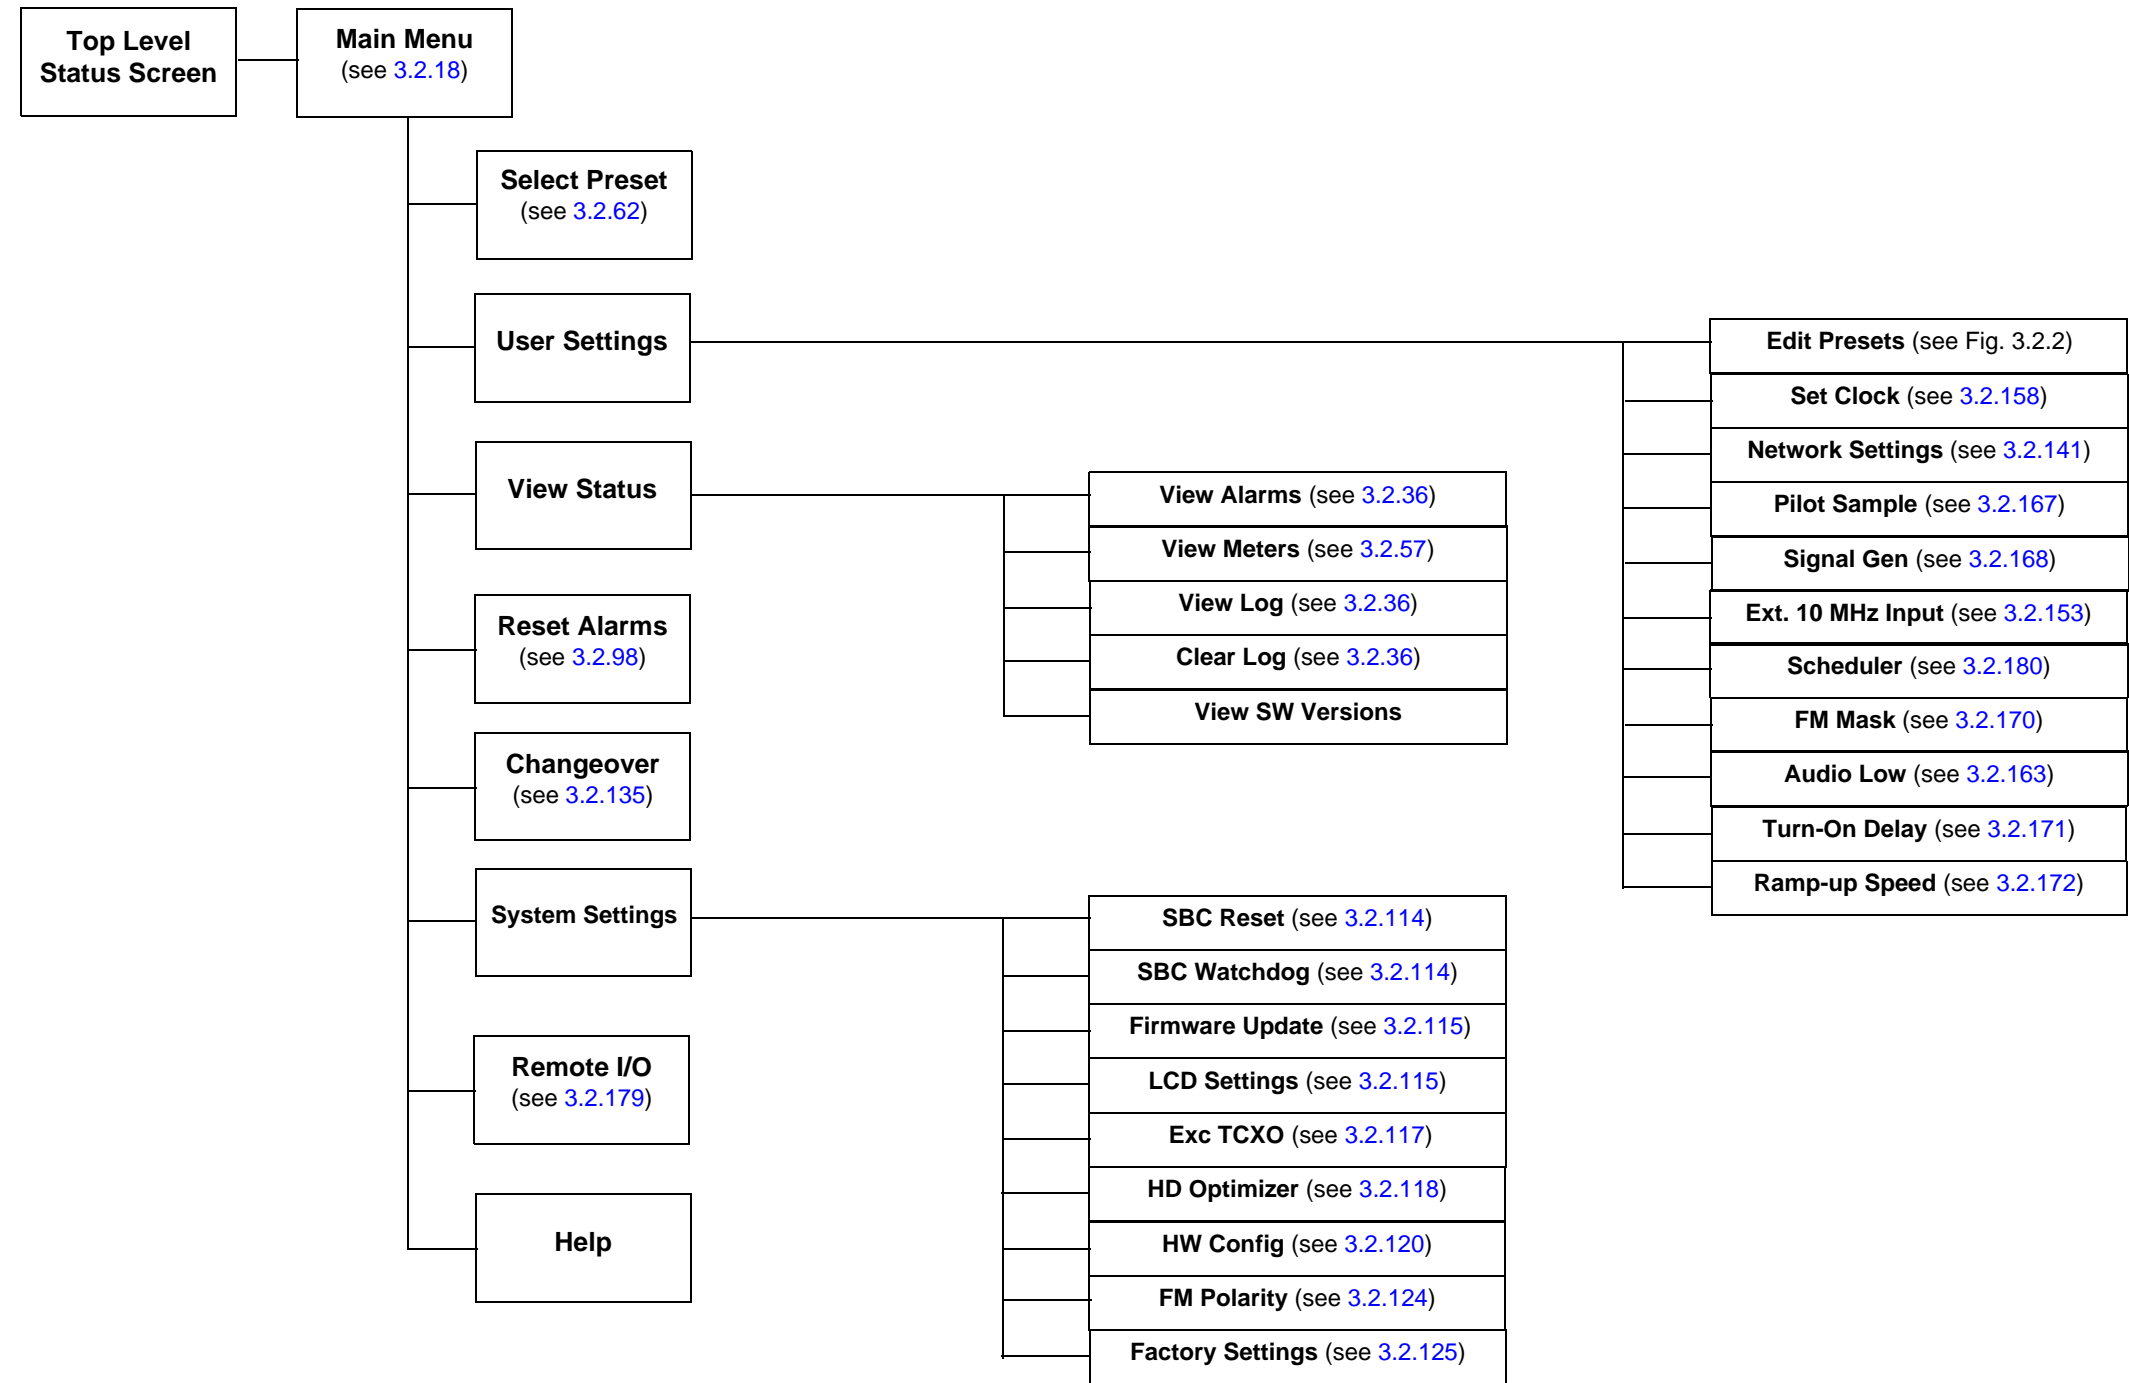 Top Level
Status Screen
Main Menu
(see 3.2.18)
Select Preset
(see 3.2.62)
User Settings
Edit Presets (see Fig. 3.2.2)
Set Clock (see 3.2.158)
Network Settings (see 3.2.141)
Pilot Sample (see 3.2.167)
Signal Gen (see 3.2.168)
Ext. 10 MHz Input (see 3.2.153)
Scheduler (see 3.2.180)
FM Mask (see 3.2.170)
Audio Low (see 3.2.163)
Turn-On Delay (see 3.2.171)
Ramp-up Speed (see 3.2.172)
View Status
View Alarms (see 3.2.36)
View Meters (see 3.2.57)
View Log (see 3.2.36)
Clear Log (see 3.2.36)
View SW Versions
Reset Alarms
(see 3.2.98)
Changeover
(see 3.2.135)
System Settings
SBC Reset (see 3.2.114)
SBC Watchdog (see 3.2.114)
Firmware Update (see 3.2.115)
LCD Settings (see 3.2.115)
Exc TCXO (see 3.2.117)
HD Optimizer (see 3.2.118)
HW Config (see 3.2.120)
FM Polarity (see 3.2.124)
Factory Settings (see 3.2.125)
Remote I/O
(see 3.2.179)
Help